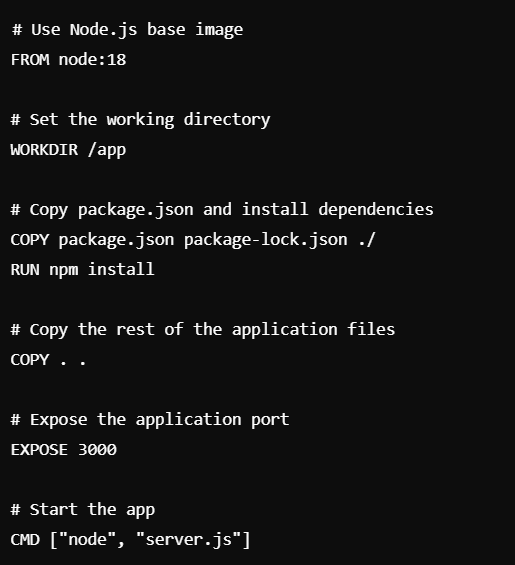 # Use Node.js base image
FROM node:18
# Set the working directory
WORKDIR /app
# Copy package.json and install dependencies
COPY package.json package-lock.json ./
RUN npm install
# Copy the rest of the application files
COPY . .
# Expose the application port
EXPOSE 3000
# Start the app
CMD ["node", "server.js"]